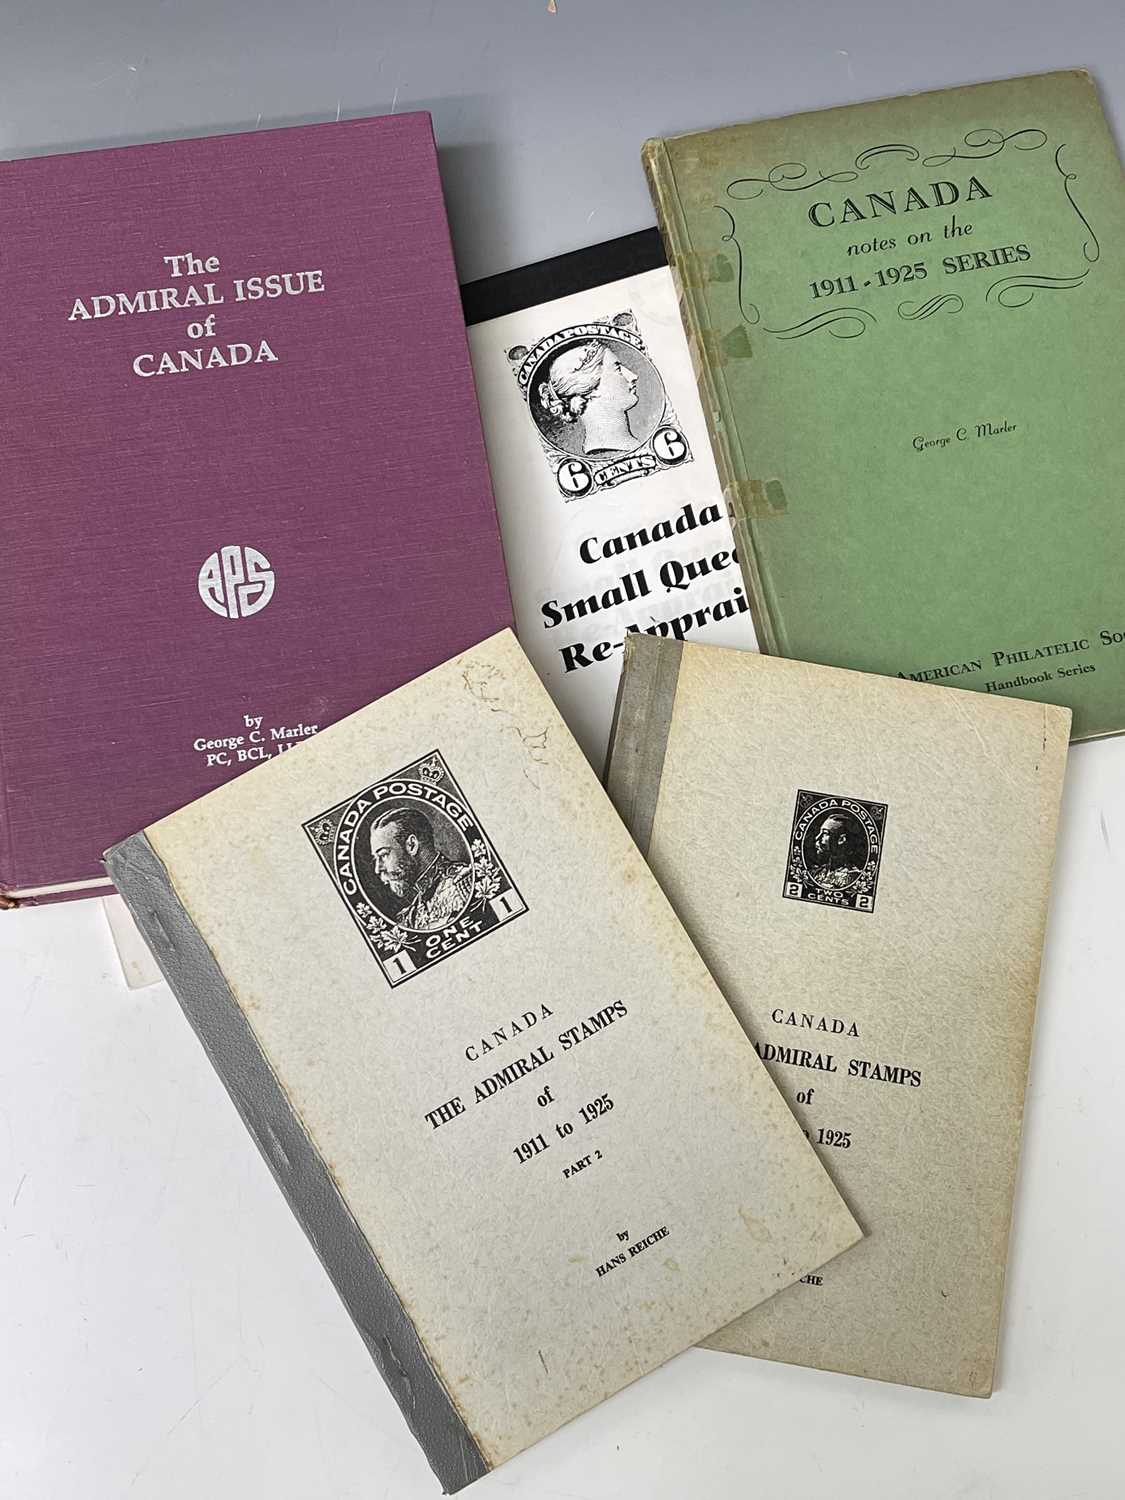 The
ADMIRAL ISSUE
of
CANADA
APS
by
George C. Marler
PC, BCL,
CANADA POSTAGE
6 CENTS 6
Canada
Small
Re-
CANADA
notes on the
1911-1925 SERIES
George C. Marler
AMERICAN PHILATELIC
Handbook Series
CANADA POSTAGE
1 ONE CENT 1
CANADA
THE ADMIRAL STAMPS
of
1911 to 1925
PART 2
by
HANS REICHE
CANADA POSTAGE
2 TWO CENTS 2
CANADA
ADMIRAL STAMPS
of
1925